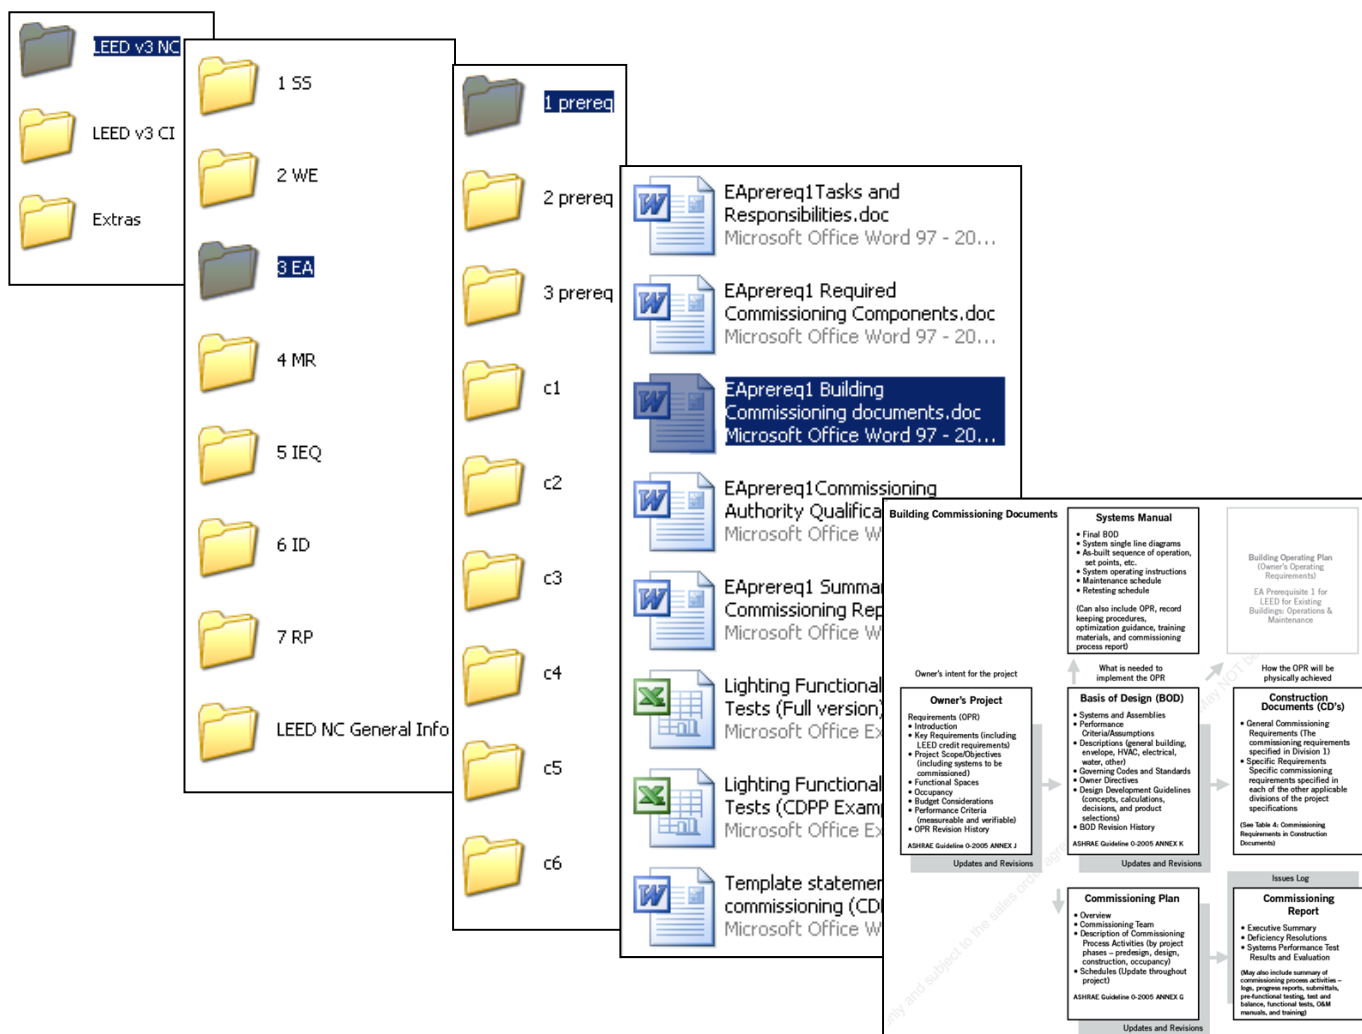 LEED v3 NC
LEED v3 CI
Extras
1 SS
2 WE
3 EA
4 MR
5 IEQ
6 ID
7 RP
LEED NC General Info
1 prereq
2 prereq
3 prereq
c1
c2
c3
c4
c5
c6
EAprereq1Tasks and
Responsibilities.doc
Microsoft Office Word 97 - 20...
EAprereq1 Required
Commissioning Components.doc
Microsoft Office Word 97 - 20...
EAprereq1 Building
Commissioning documents.doc
Microsoft Office Word 97 - 20...
EAprereq1Commissioning
Authority Qualifica
Microsoft Office W
EAprereq1 Summar
Commissioning Rep
Microsoft Office W
Lighting Functional
Tests (Full version)
Microsoft Office Ex
Lighting Functional
Tests (CDPP Exam
Microsoft Office Ex
Template statemer
commissioning (CD
Microsoft Office W
Building Commissioning Documents
Systems Manual
• Final BOD
• System single line diagrams
• As-built sequence of operation,
set points, etc.
• System operating instructions
• Maintenance schedule
• Retesting schedule
(Can also include OPR, record
keeping procedures,
optimization guidance, training
materials, and commissioning
process report)
Building Operating Plan
(Owner's Operating
Requirements)
EA Prerequisite 1 for
LEED for Existing
Buildings: Operations &
Maintenance
Owner's intent for the project
What is needed to
implement the OPR
How the OPR will be
physically achieved
Owner's Project
Requirements (OPR)
• Introduction
• Key Requirements (including
LEED credit requirements)
• Project Scope/Objectives
(including systems to be
commissioned)
• Functional Spaces
• Occupancy
• Budget Considerations
• Performance Criteria
(measureable and verifiable)
• OPR Revision History
ASHRAE Guideline 0-2005 ANNEX J
Updates and Revisions
Basis of Design (BOD)
• Systems and Assemblies
• Performance
Criteria/Assumptions
• Descriptions (general building,
envelope, HVAC, electrical,
water, other)
• Governing Codes and Standards
• Owner Directives
• Design Development Guidelines
(concepts, calculations,
decisions, and product
selections)
• BOD Revision History
ASHRAE Guideline 0-2005 ANNEX K
Updates and Revisions
Construction
Documents (CD's)
• General Commissioning
Requirements (The
commissioning requirements
specified in Division 1)
• Specific Requirements
Specific commissioning
requirements specified in
each of the other applicable
divisions of the project
specifications
(See Table 4: Commissioning
Requirements in Construction
Documents)
Commissioning Plan
• Overview
• Commissioning Team
• Description of Commissioning
Process Activities (by project
phases – predesign, design,
construction, occupancy)
• Schedules (Update throughout
project)
ASHRAE Guideline 0-2005 ANNEX G
Updates and Revisions
Issues Log
Commissioning
Report
• Executive Summary
• Deficiency Resolutions
• Systems Performance Test
Results and Evaluation
(May also include summary of
commissioning process activities –
logs, progress reports, submittals,
pre-functional testing, test and
balance, functional tests, O&M
manuals, and training)
only and subject to the sales order agre
may NOT be